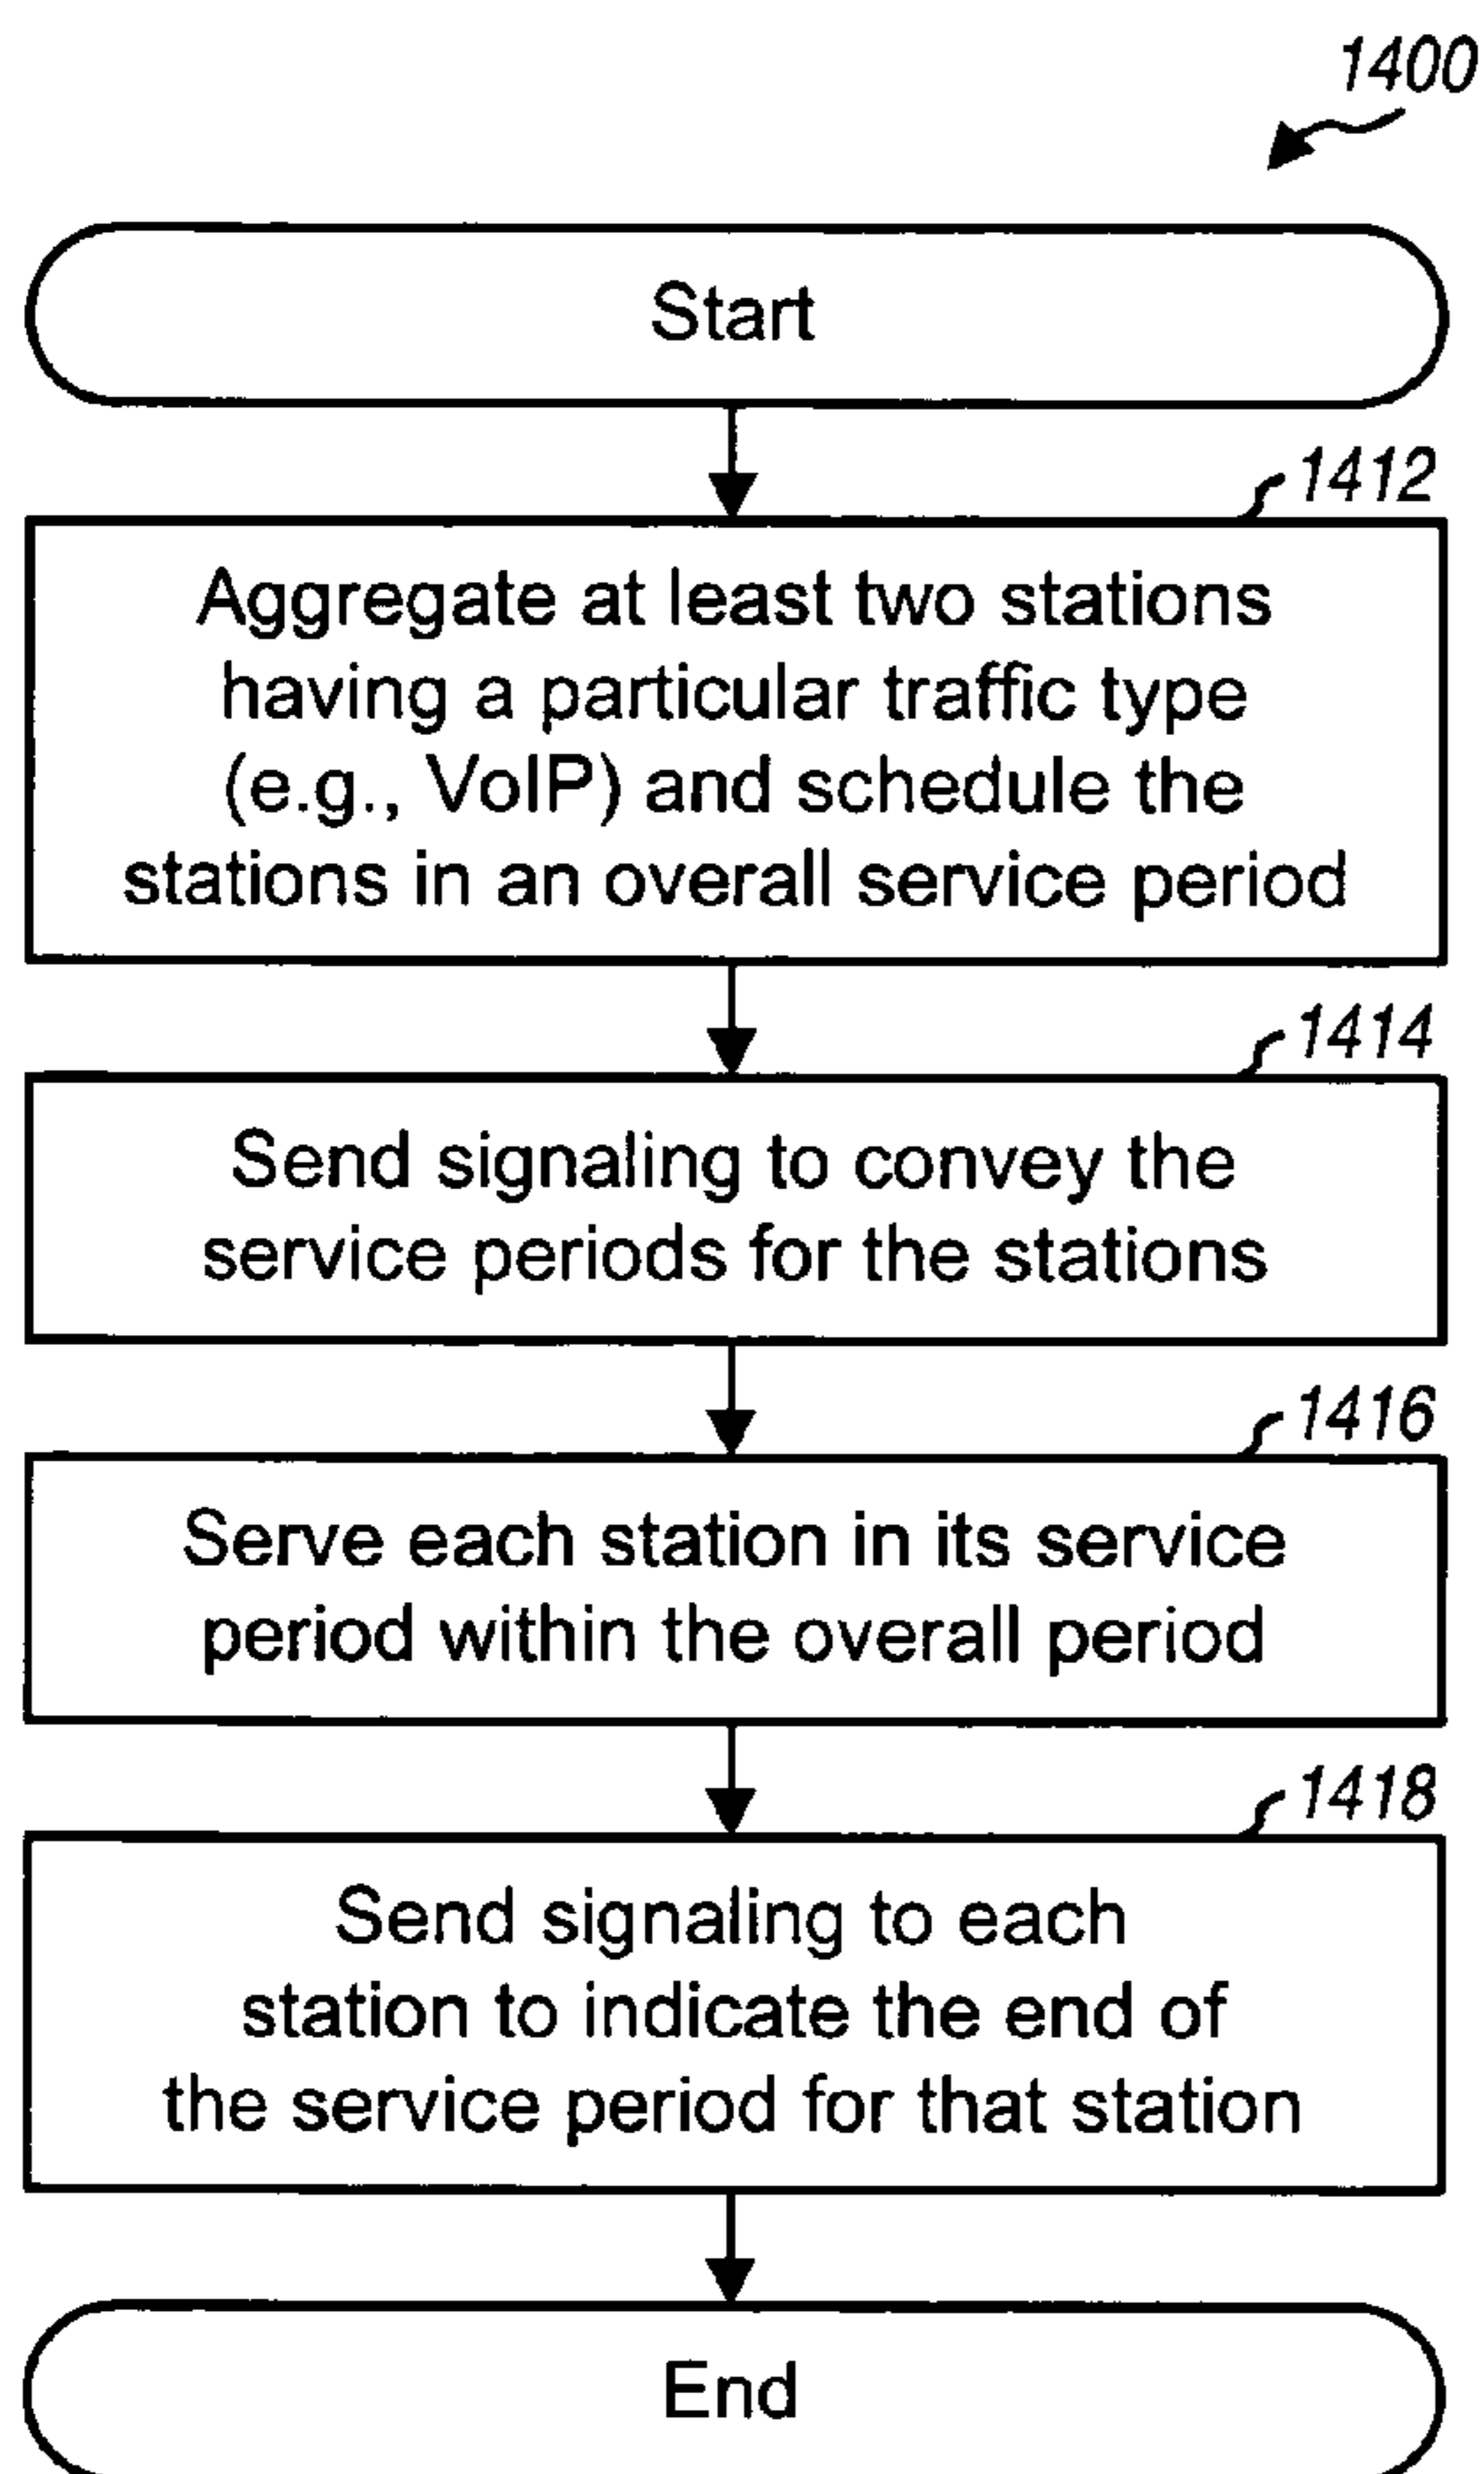 1400
Start
1412
Aggregate at least two stations
having a particular traffic type
(e.g., VoIP) and schedule the
stations in an overall service period
1414
Send signaling to convey the
service periods for the stations
1416
Serve each station in its service
period within the overall period
1418
Send signaling to each
station to indicate the end of
the service period for that station
End